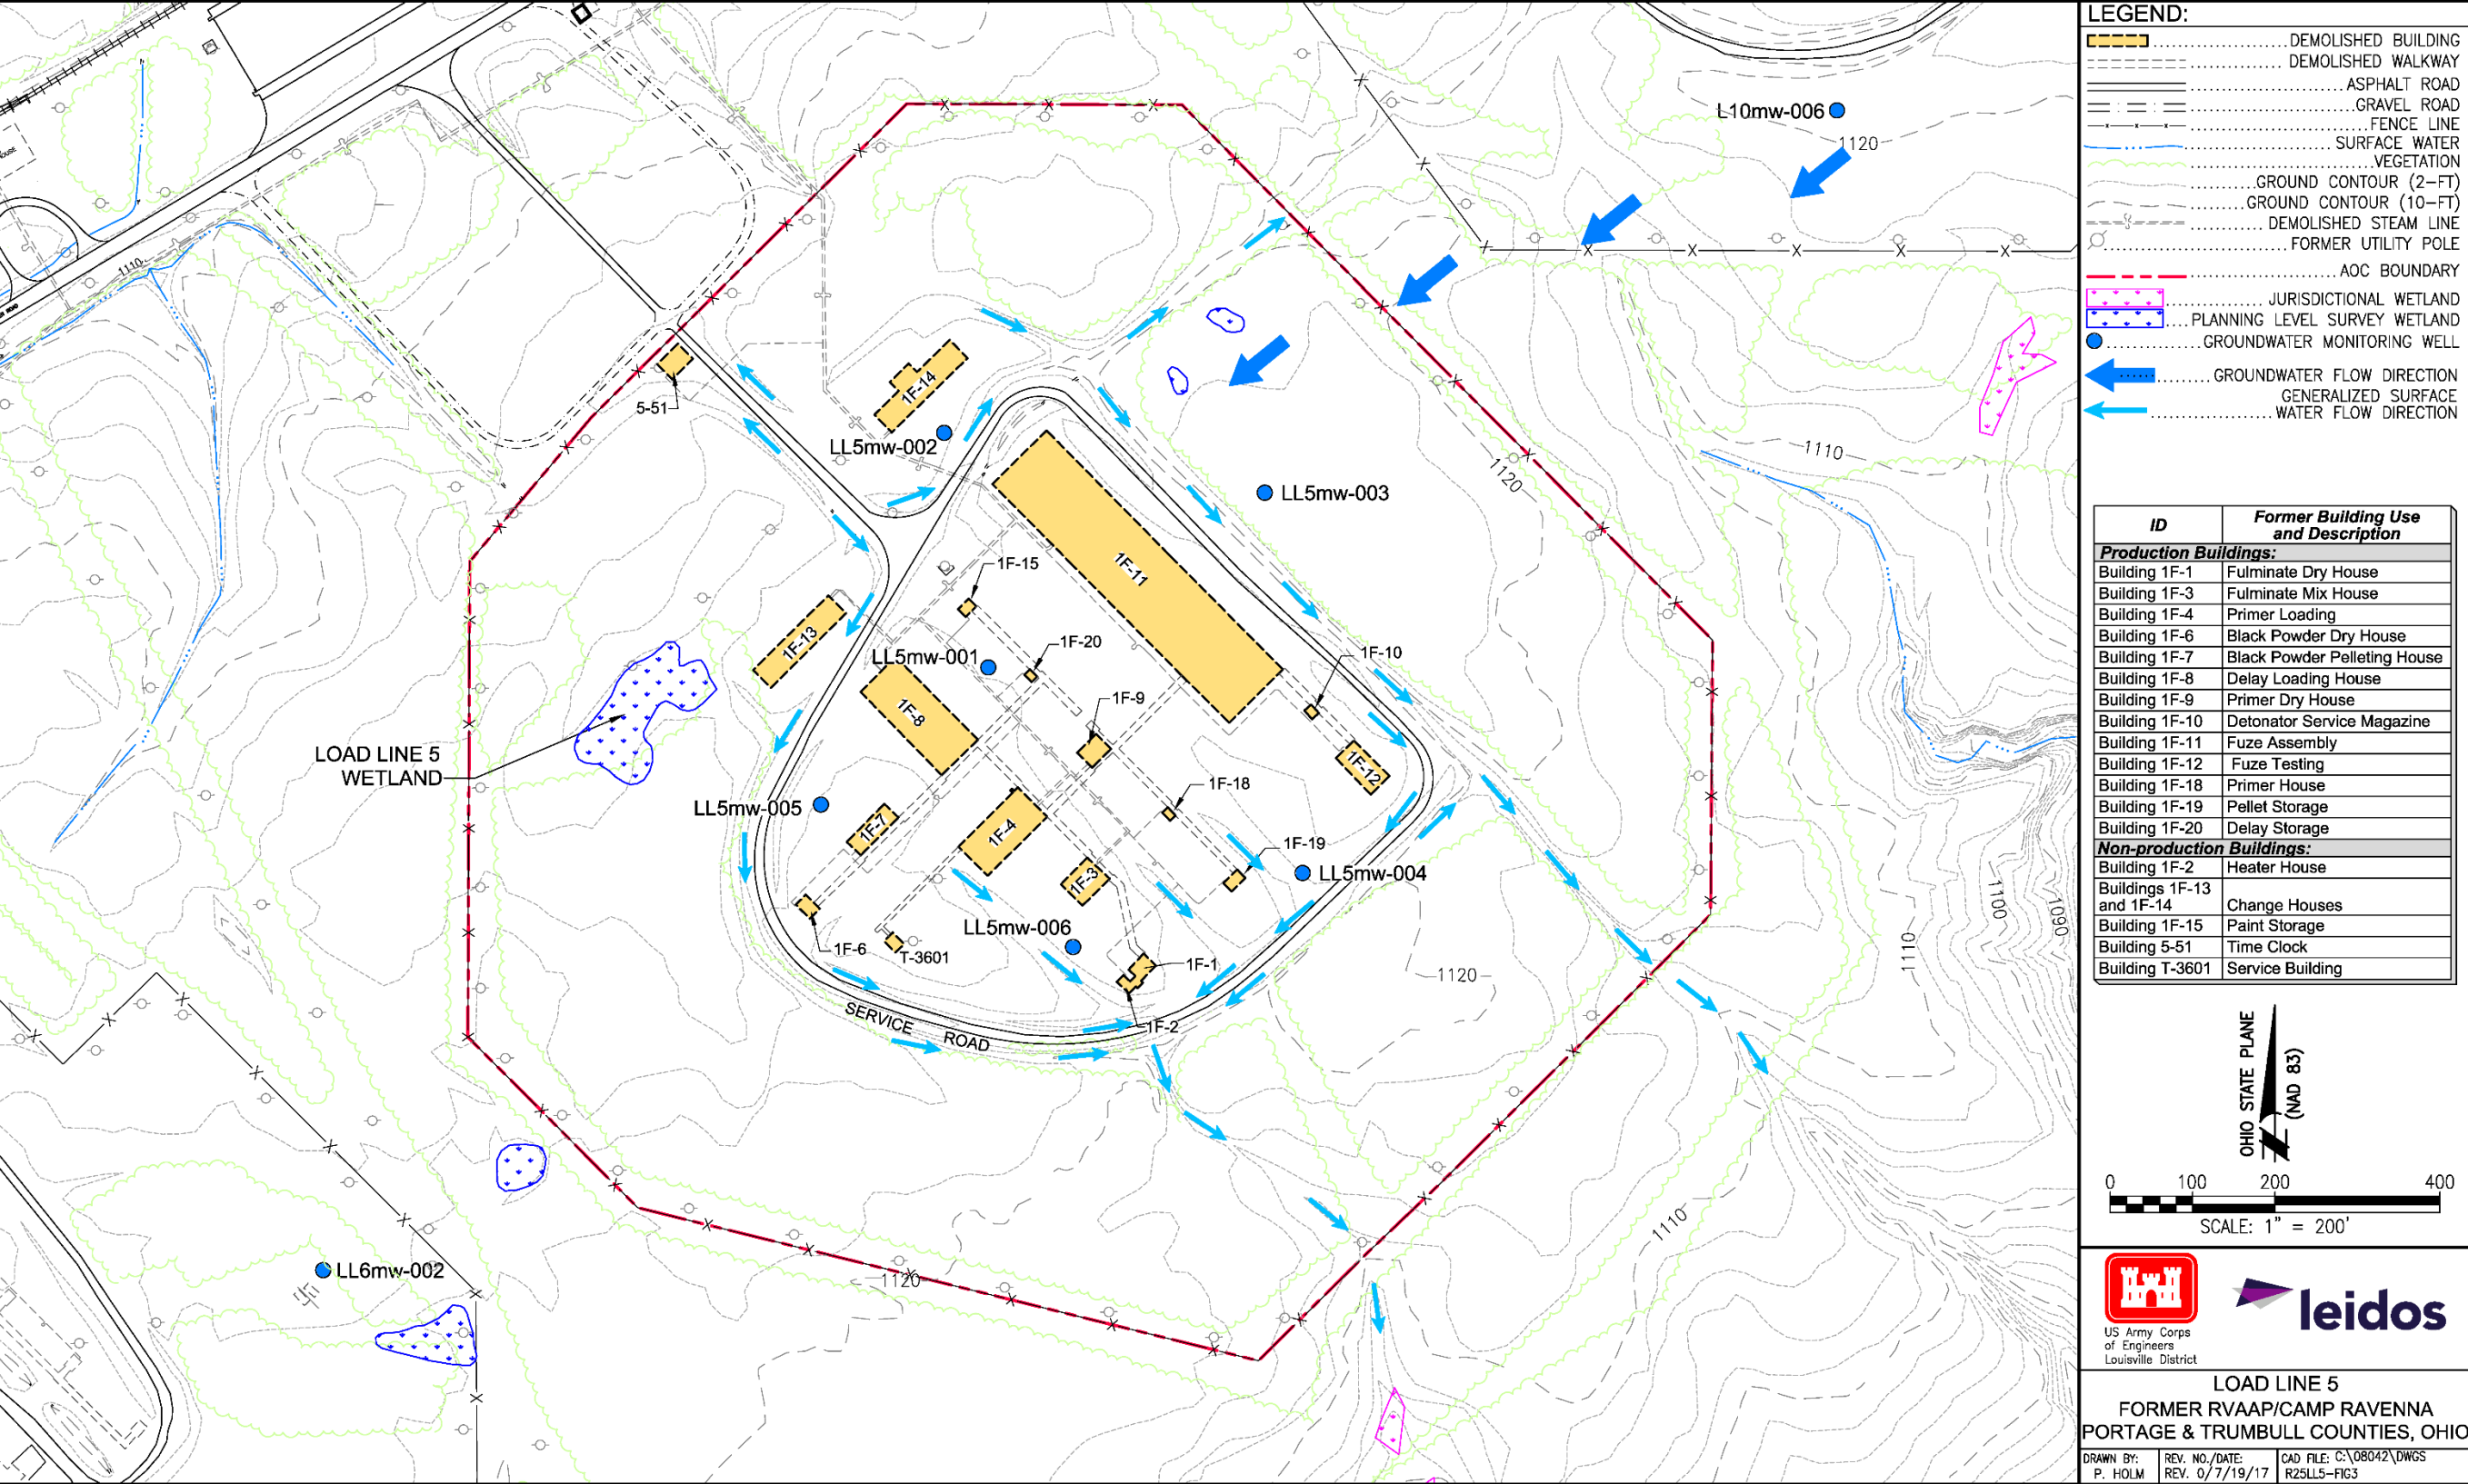 L10mw-006
1120
1110
5-51
1F-14
LL5mw-002
LL5mw-003
1120
1110
1F-15
1F-11
1F-13
LL5mw-001
1F-20
1F-10
1F-8
1F-9
LOAD LINE 5
WETLAND
1F-12
LL5mw-005
1F-7
1F-4
1F-18
1F-19
LL5mw-004
1F-3
1100
1090
1F-6
T-3601
LL5mw-006
1F-1
1120
1110
SERVICE ROAD
1F-2
1110
LL6mw-002
1120
LEGEND:
DEMOLISHED BUILDING
DEMOLISHED WALKWAY
ASPHALT ROAD
GRAVEL ROAD
FENCE LINE
SURFACE WATER
VEGETATION
GROUND CONTOUR (2-FT)
GROUND CONTOUR (10-FT)
DEMOLISHED STEAM LINE
FORMER UTILITY POLE
AOC BOUNDARY
JURISDICTIONAL WETLAND
PLANNING LEVEL SURVEY WETLAND
GROUNDWATER MONITORING WELL
GROUNDWATER FLOW DIRECTION
GENERALIZED SURFACE
WATER FLOW DIRECTION
ID Former Building Use
and Description
Production Buildings:
Building 1F-1 Fulminate Dry House
Building 1F-3 Fulminate Mix House
Building 1F-4 Primer Loading
Building 1F-6 Black Powder Dry House
Building 1F-7 Black Powder Pelleting House
Building 1F-8 Delay Loading House
Building 1F-9 Primer Dry House
Building 1F-10 Detonator Service Magazine
Building 1F-11 Fuze Assembly
Building 1F-12 Fuze Testing
Building 1F-18 Primer House
Building 1F-19 Pellet Storage
Building 1F-20 Delay Storage
Non-production Buildings:
Building 1F-2 Heater House
Buildings 1F-13
and 1F-14 Change Houses
Building 1F-15 Paint Storage
Building 5-51 Time Clock
Building T-3601 Service Building
OHIO STATE PLANE
(NAD 83)
0 100 200 400
SCALE: 1" = 200'
US Army Corps
of Engineers
Louisville District
leidos
LOAD LINE 5
FORMER RVAAP/CAMP RAVENNA
PORTAGE & TRUMBULL COUNTIES, OHIO
DRAWN BY:
P. HOLM
REV. NO./DATE:
REV. 0/7/19/17
CAD FILE: C:\08042\DWGS
R25LL5-FIG3